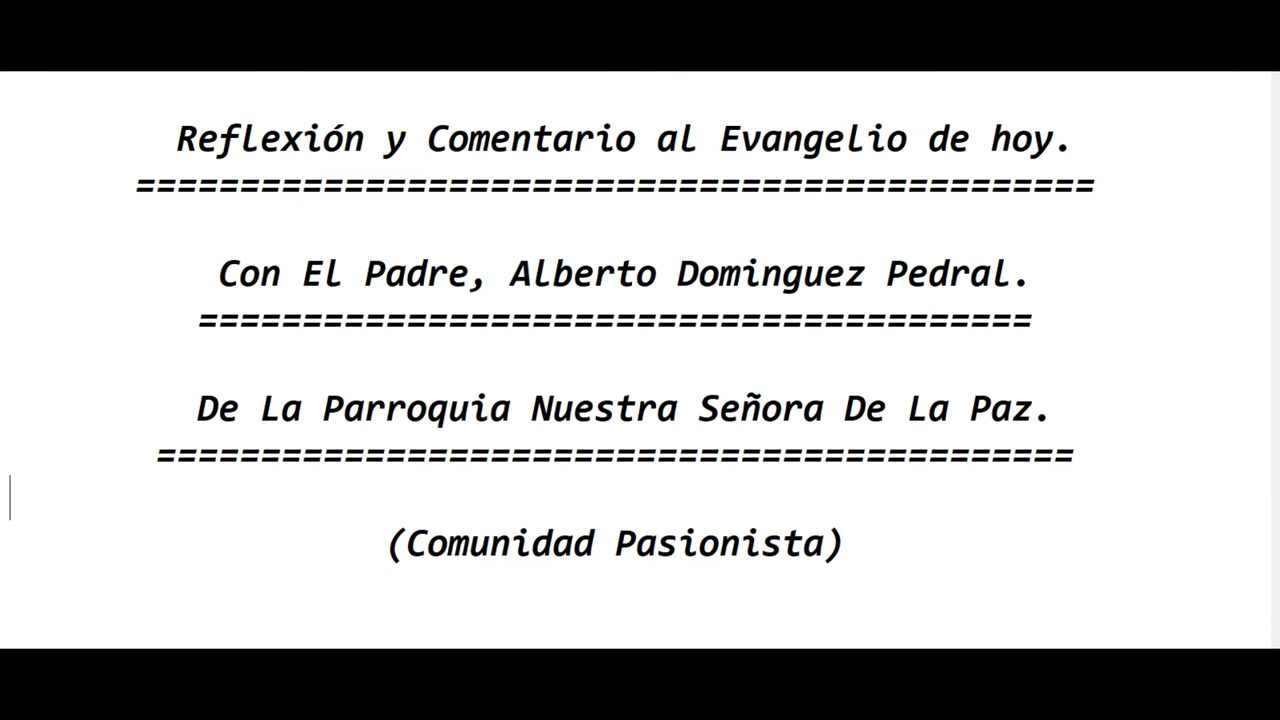 Reflexión y Comentario al Evangelio de hoy.
==============================================
Con El Padre, Alberto Dominguez Pedral.
========================================
De La Parroquia Nuestra Señora De La Paz.
============================================
(Comunidad Pasionista)